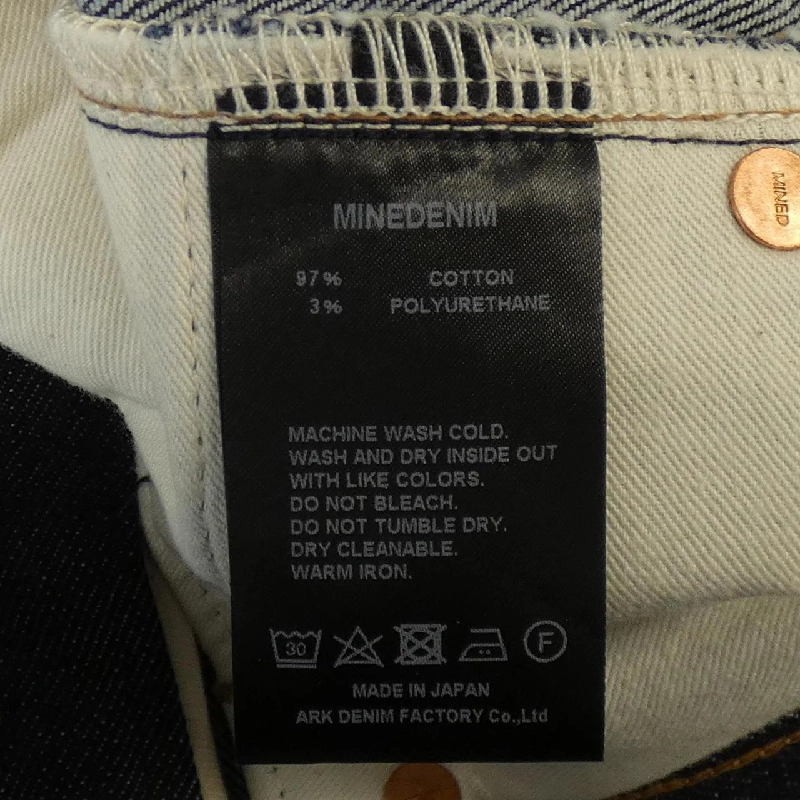 MINEDENIM
MINED
97% COTTON
3% POLYURETHANE
MACHINE WASH COLD.
WASH AND DRY INSIDE OUT
WITH LIKE COLORS.
DO NOT BLEACH.
DO NOT TUMBLE DRY.
DRY CLEANABLE.
WARM IRON.
30 F
MADE IN JAPAN
ARK DENIM FACTORY Co.,Ltd